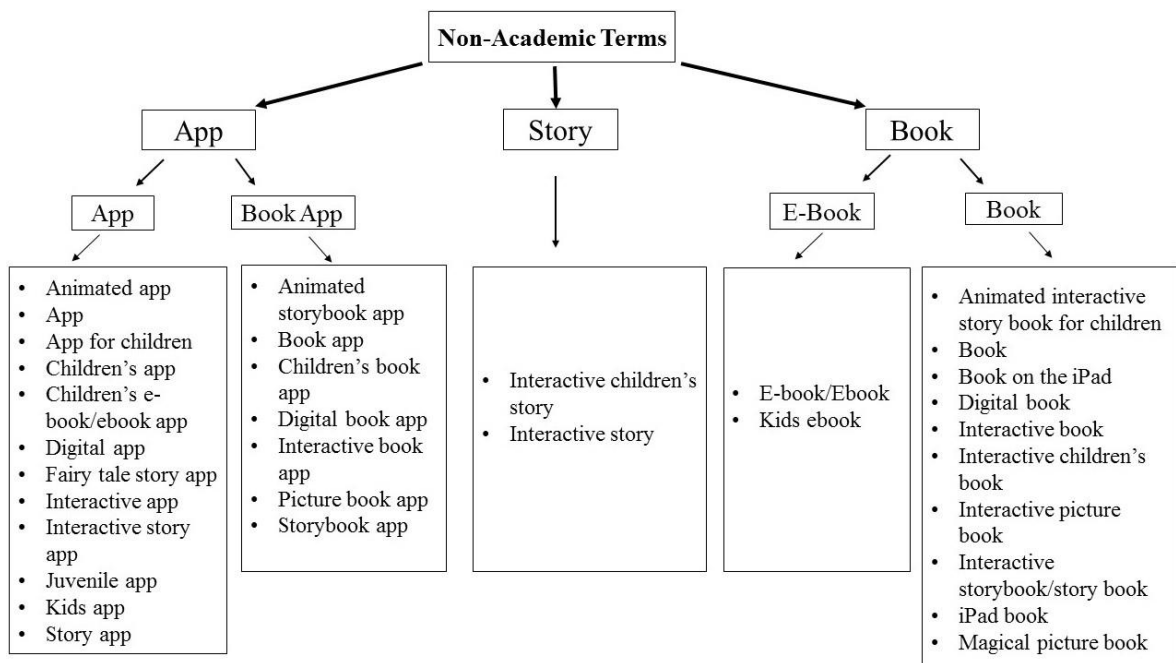 Non-Academic Terms
App
Story
Book
App
Book App
E-Book
Book
• Animated app
• App
• App for children
• Children’s app
• Children’s e-
book/ebook app
• Digital app
• Fairy tale story app
• Interactive app
• Interactive story
app
• Juvenile app
• Kids app
• Story app
• Animated
storybook app
• Book app
• Children’s book
app
• Digital book app
• Interactive book
app
• Picture book app
• Storybook app
• Interactive children’s
story
• Interactive story
• E-book/Ebook
• Kids ebook
• Animated interactive
story book for children
• Book
• Book on the iPad
• Digital book
• Interactive book
• Interactive children’s
book
• Interactive picture
book
• Interactive
storybook/story book
• iPad book
• Magical picture book